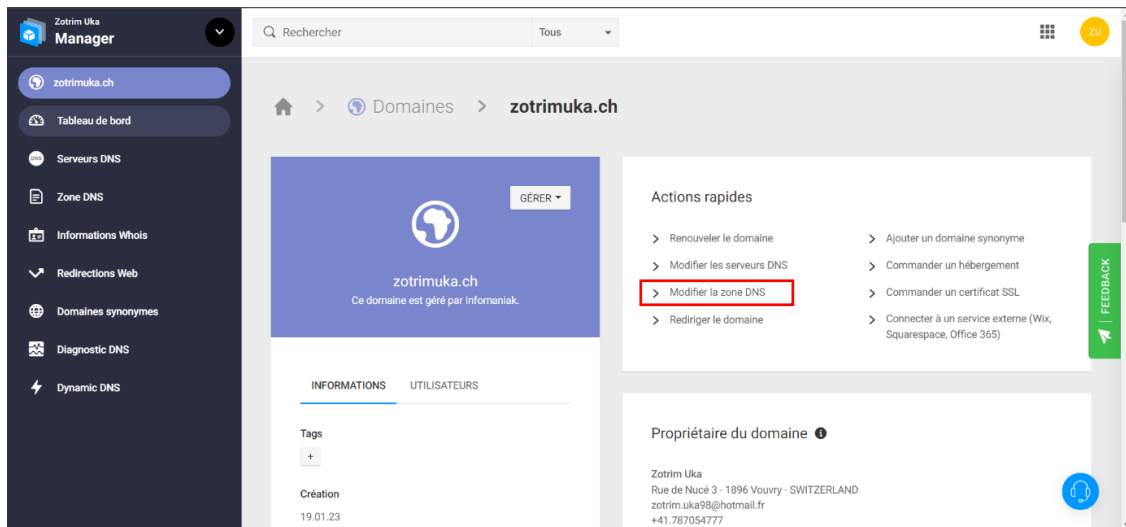 Zotrim Uka
Manager
Rechercher
Tous
ZU
zotrimuka.ch
Tableau de bord
DNS
Serveurs DNS
Zone DNS
Informations Whois
Redirections Web
Domaines synonymes
Diagnostic DNS
Dynamic DNS
> Domaines > zotrimuka.ch
GÉRER
zotrimuka.ch
Ce domaine est géré par Infomaniak.
INFORMATIONS UTILISATEURS
Tags
+
Création
19.01.23
Actions rapides
> Renouveler le domaine
> Modifier les serveurs DNS
> Modifier la zone DNS
> Rediriger le domaine
> Ajouter un domaine synonyme
> Commander un hébergement
> Commander un certificat SSL
> Connecter à un service externe (Wix,
Squarespace, Office 365)
Propriétaire du domaine
Zotrim Uka
Rue de Nucé 3 - 1896 Vouvry - SWITZERLAND
zotrim.uka98@hotmail.fr
+41.787054777
FEEDBACK